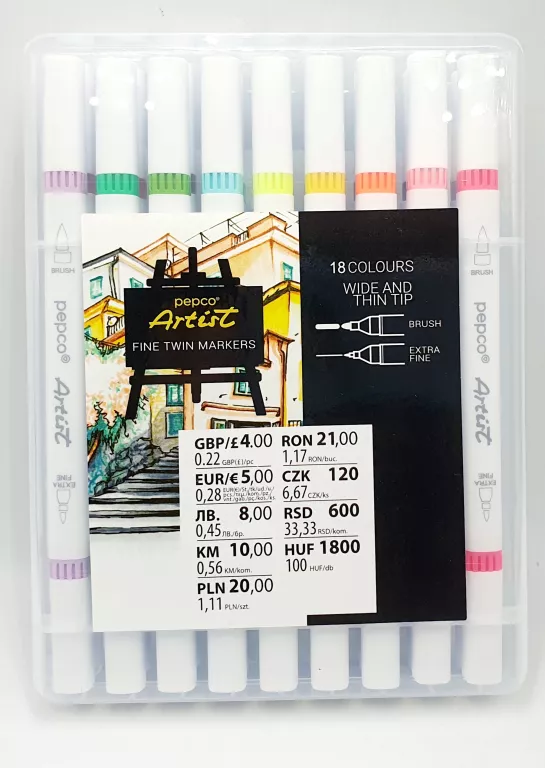 pepco®
Artist
FINE TWIN MARKERS
18 COLOURS
WIDE AND
THIN TIP
BRUSH
EXTRA
FINE
GBP/£ 4.00
0.22 GBP(£)/pc
EUR/€ 5,00
0,28
ЛВ. 8,00
0,45 ЛВ./бр.
KM 10,00
0,56 KM/kom.
PLN 20,00
1,11 PLN/szt.
RON 21,00
1,17 RON/buc.
CZK 120
6,67 CZK/ks
RSD 600
33,33 RSD/kom.
HUF 1800
100 HUF/db
BRUSH
pepco® Artist
EXTRA
FINE
BRUSH
pepco® Artist
EXTRA
FINE